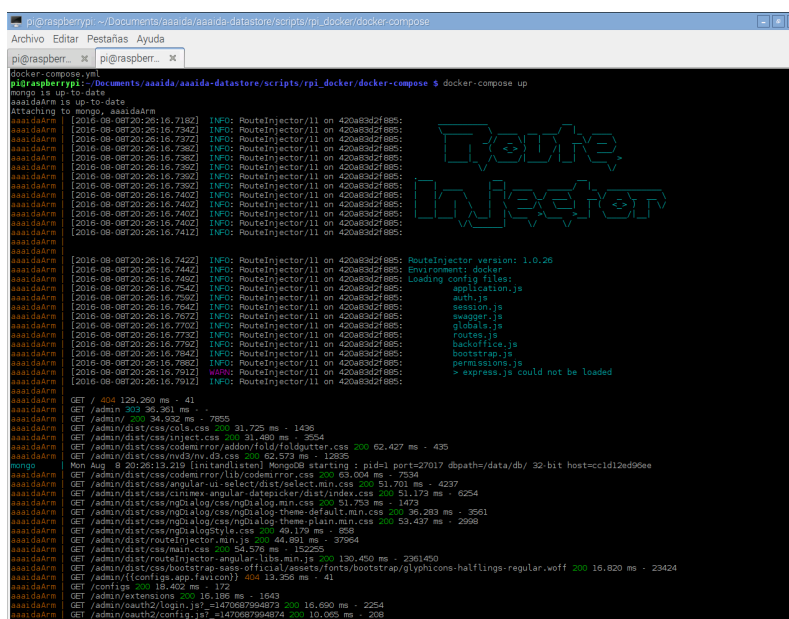 pi@raspberrypi: ~/Documents/aaaida/aaaida-datastore/scripts/rpi_docker/docker-compose
Archivo Editar Pestañas Ayuda
pi@raspberr... pi@raspberr...
docker-compose.yml
pi@raspberrypi:~/Documents/aaaida/aaaida-datastore/scripts/rpi_docker/docker-compose $ docker-compose up
mongo is up-to-date
aaaidaArm is up-to-date
Attaching to mongo, aaaidaArm
aaaidaArm | [2016-08-08T20:26:16.718Z] INFO: RouteInjector/11 on 420a83d2f885:
aaaidaArm | [2016-08-08T20:26:16.734Z] INFO: RouteInjector/11 on 420a83d2f885:
aaaidaArm | [2016-08-08T20:26:16.737Z] INFO: RouteInjector/11 on 420a83d2f885:
aaaidaArm | [2016-08-08T20:26:16.738Z] INFO: RouteInjector/11 on 420a83d2f885:
aaaidaArm | [2016-08-08T20:26:16.738Z] INFO: RouteInjector/11 on 420a83d2f885:
aaaidaArm | [2016-08-08T20:26:16.739Z] INFO: RouteInjector/11 on 420a83d2f885:
aaaidaArm | [2016-08-08T20:26:16.739Z] INFO: RouteInjector/11 on 420a83d2f885:
aaaidaArm | [2016-08-08T20:26:16.739Z] INFO: RouteInjector/11 on 420a83d2f885:
aaaidaArm | [2016-08-08T20:26:16.740Z] INFO: RouteInjector/11 on 420a83d2f885:
aaaidaArm | [2016-08-08T20:26:16.740Z] INFO: RouteInjector/11 on 420a83d2f885:
aaaidaArm | [2016-08-08T20:26:16.740Z] INFO: RouteInjector/11 on 420a83d2f885:
aaaidaArm | [2016-08-08T20:26:16.740Z] INFO: RouteInjector/11 on 420a83d2f885:
aaaidaArm | [2016-08-08T20:26:16.741Z] INFO: RouteInjector/11 on 420a83d2f885:
Route
Injector
aaaidaArm |
aaaidaArm |
aaaidaArm | [2016-08-08T20:26:16.742Z] INFO: RouteInjector/11 on 420a83d2f885: RouteInjector version: 1.0.26
aaaidaArm | [2016-08-08T20:26:16.744Z] INFO: RouteInjector/11 on 420a83d2f885: Environment: docker
aaaidaArm | [2016-08-08T20:26:16.749Z] INFO: RouteInjector/11 on 420a83d2f885: Loading config files:
aaaidaArm | [2016-08-08T20:26:16.754Z] INFO: RouteInjector/11 on 420a83d2f885: application.js
aaaidaArm | [2016-08-08T20:26:16.759Z] INFO: RouteInjector/11 on 420a83d2f885: auth.js
aaaidaArm | [2016-08-08T20:26:16.764Z] INFO: RouteInjector/11 on 420a83d2f885: session.js
aaaidaArm | [2016-08-08T20:26:16.767Z] INFO: RouteInjector/11 on 420a83d2f885: swagger.js
aaaidaArm | [2016-08-08T20:26:16.770Z] INFO: RouteInjector/11 on 420a83d2f885: globals.js
aaaidaArm | [2016-08-08T20:26:16.773Z] INFO: RouteInjector/11 on 420a83d2f885: routes.js
aaaidaArm | [2016-08-08T20:26:16.779Z] INFO: RouteInjector/11 on 420a83d2f885: backoffice.js
aaaidaArm | [2016-08-08T20:26:16.784Z] INFO: RouteInjector/11 on 420a83d2f885: bootstrap.js
aaaidaArm | [2016-08-08T20:26:16.788Z] INFO: RouteInjector/11 on 420a83d2f885: permissions.js
aaaidaArm | [2016-08-08T20:26:16.791Z] WARN: RouteInjector/11 on 420a83d2f885: > express.js could not be loaded
aaaidaArm | [2016-08-08T20:26:16.791Z] INFO: RouteInjector/11 on 420a83d2f885:
aaaidaArm |
aaaidaArm | GET / 404 129.260 ms - 41
aaaidaArm | GET /admin 303 36.361 ms - -
aaaidaArm | GET /admin/ 200 34.932 ms - 7855
aaaidaArm | GET /admin/dist/css/cols.css 200 31.725 ms - 1436
aaaidaArm | GET /admin/dist/css/inject.css 200 31.480 ms - 3554
aaaidaArm | GET /admin/dist/css/codemirror/addon/fold/foldgutter.css 200 62.427 ms - 435
aaaidaArm | GET /admin/dist/css/nvd3/nv.d3.css 200 62.573 ms - 12835
mongo | Mon Aug 8 20:26:13.219 [initandlisten] MongoDB starting : pid=1 port=27017 dbpath=/data/db/ 32-bit host=cc1d12ed96ee
aaaidaArm | GET /admin/dist/css/codemirror/lib/codemirror.css 200 63.004 ms - 7534
aaaidaArm | GET /admin/dist/css/angular-ui-select/dist/select.min.css 200 51.701 ms - 4237
aaaidaArm | GET /admin/dist/css/cinimex-angular-datepicker/dist/index.css 200 51.173 ms - 6254
aaaidaArm | GET /admin/dist/css/ngDialog/css/ngDialog.min.css 200 51.753 ms - 1473
aaaidaArm | GET /admin/dist/css/ngDialog/css/ngDialog-theme-default.min.css 200 36.283 ms - 3561
aaaidaArm | GET /admin/dist/css/ngDialog/css/ngDialog-theme-plain.min.css 200 53.437 ms - 2998
aaaidaArm | GET /admin/dist/css/ngDialogStyle.css 200 49.179 ms - 858
aaaidaArm | GET /admin/dist/routeInjector.min.js 200 44.891 ms - 37964
aaaidaArm | GET /admin/dist/css/main.css 200 54.576 ms - 152255
aaaidaArm | GET /admin/dist/routeInjector-angular-libs.min.js 200 130.450 ms - 2361450
aaaidaArm | GET /admin/dist/css/bootstrap-sass-official/assets/fonts/bootstrap/glyphicons-halflings-regular.woff 200 16.820 ms - 23424
aaaidaArm | GET /admin/{{configs.app.favicon}} 404 13.356 ms - 41
aaaidaArm | GET /configs 200 18.402 ms - 172
aaaidaArm | GET /admin/extensions 200 16.186 ms - 1643
aaaidaArm | GET /admin/oauth2/login.js?_=1470687994873 200 16.690 ms - 2254
aaaidaArm | GET /admin/oauth2/config.js?_=1470687994874 200 10.065 ms - 208